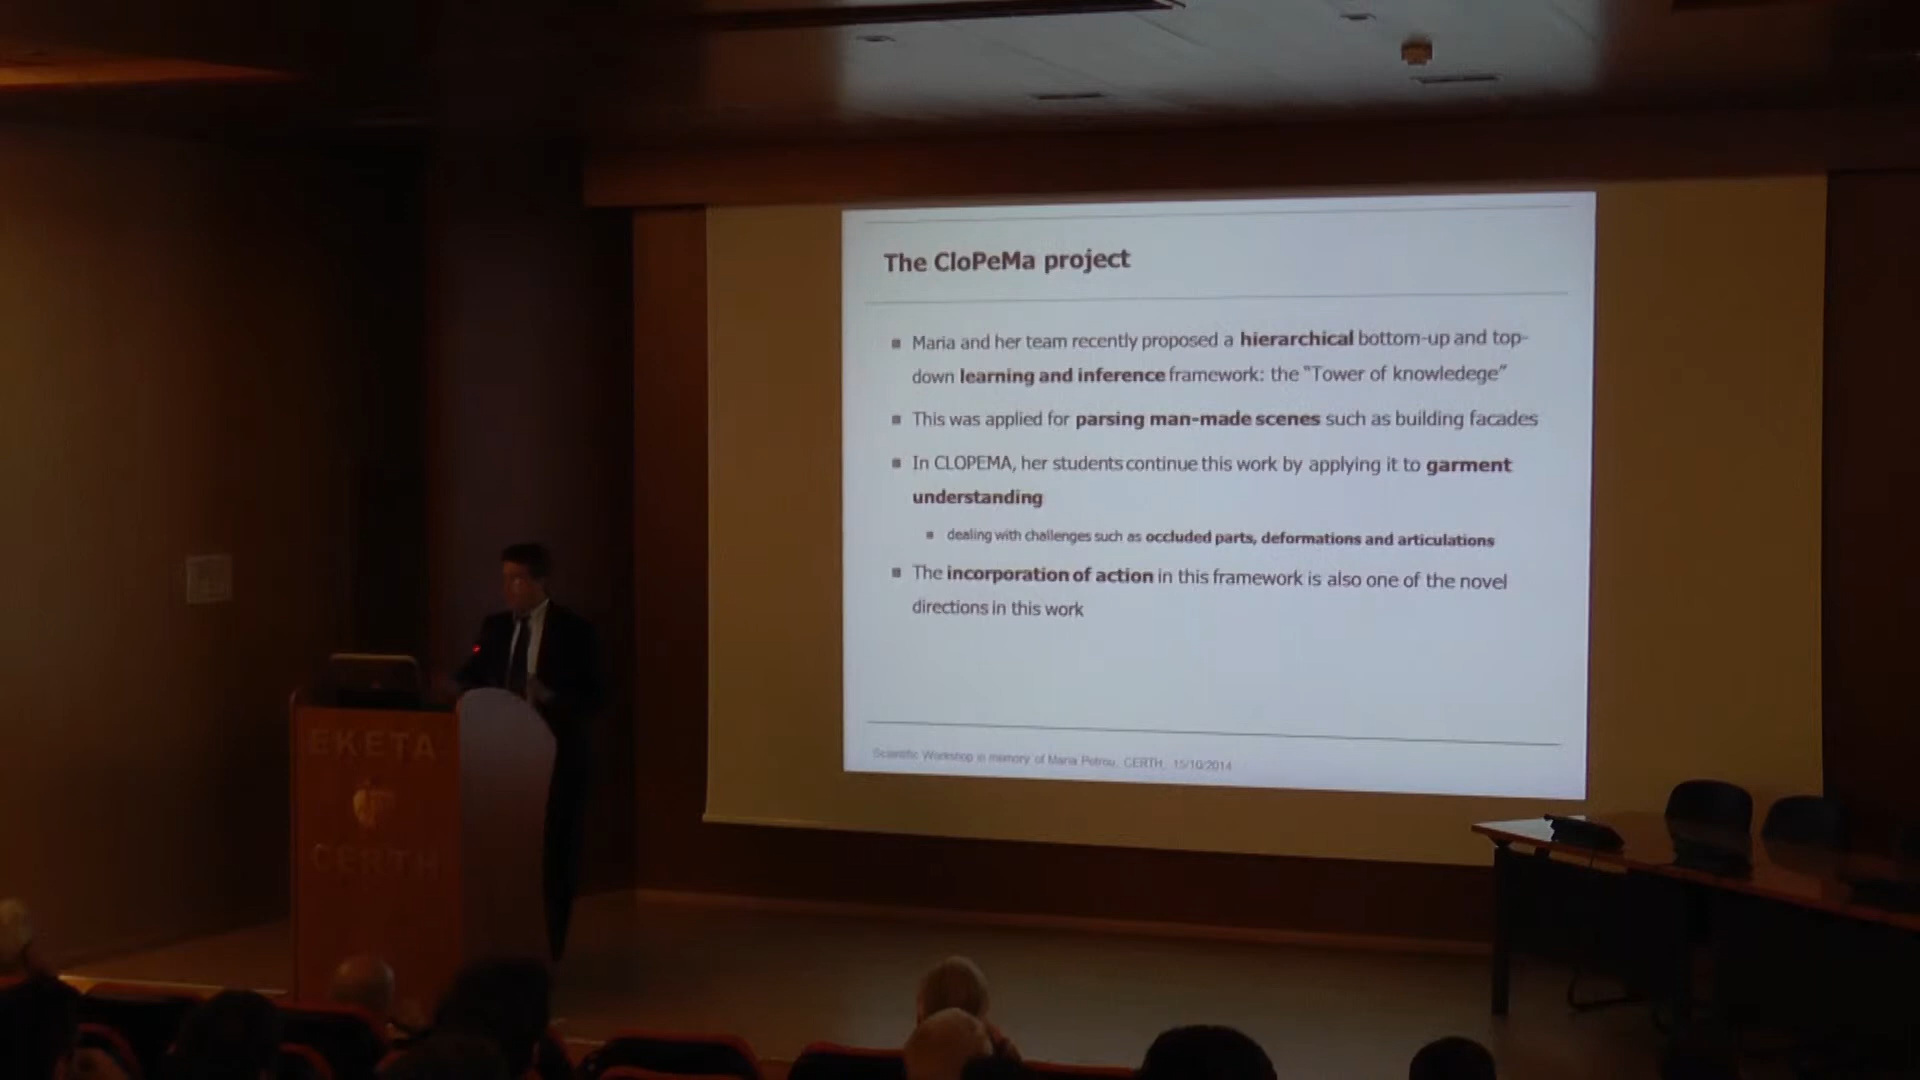 The CloPeMa project
Maria and her team recently proposed a hierarchical bottom-up and top-
down learning and inference framework: the "Tower of knowledege"
This was applied for parsing man-made scenes such as building facades
In CLOPEMA, her students continue this work by applying it to garment
understanding
dealing with challenges such as occluded parts, deformations and articulations
The incorporation of action in this framework is also one of the novel
directions in this work
Scientific Workshop in memory of Maria Petrou, CERTH, 15/10/2014
EKETA
CERTH